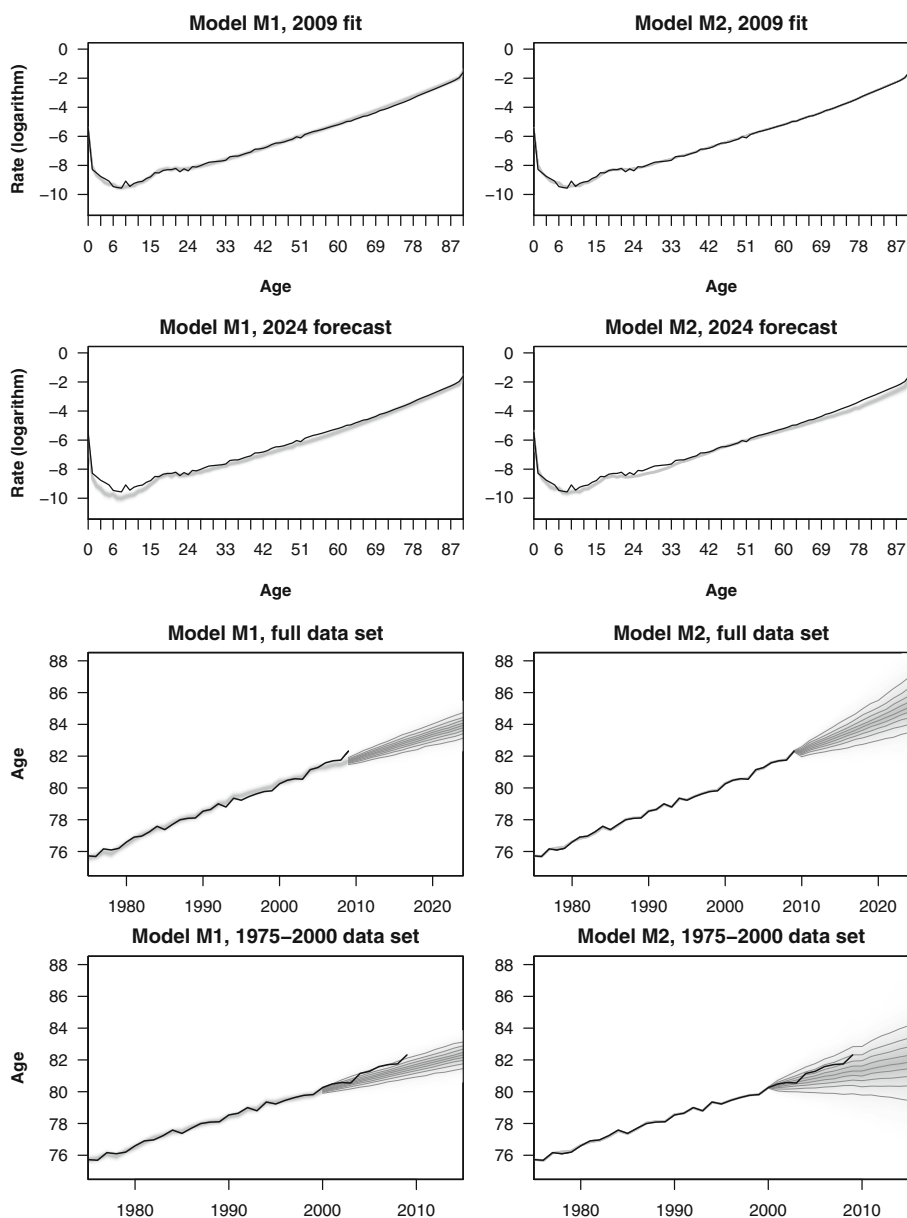 Model M1, 2009 fit
Rate (logarithm)
0
−2
−4
−6
−8
−10
0 6 15 24 33 42 51 60 69 78 87
Age
Model M2, 2009 fit
Rate (logarithm)
0
−2
−4
−6
−8
−10
0 6 15 24 33 42 51 60 69 78 87
Age
Model M1, 2024 forecast
Rate (logarithm)
0
−2
−4
−6
−8
−10
0 6 15 24 33 42 51 60 69 78 87
Age
Model M2, 2024 forecast
Rate (logarithm)
0
−2
−4
−6
−8
−10
0 6 15 24 33 42 51 60 69 78 87
Age
Model M1, full data set
Age
88
86
84
82
80
78
76
1980 1990 2000 2010 2020
Model M2, full data set
Age
88
86
84
82
80
78
76
1980 1990 2000 2010 2020
Model M1, 1975−2000 data set
Age
88
86
84
82
80
78
76
1980 1990 2000 2010
Model M2, 1975−2000 data set
Age
88
86
84
82
80
78
76
1980 1990 2000 2010